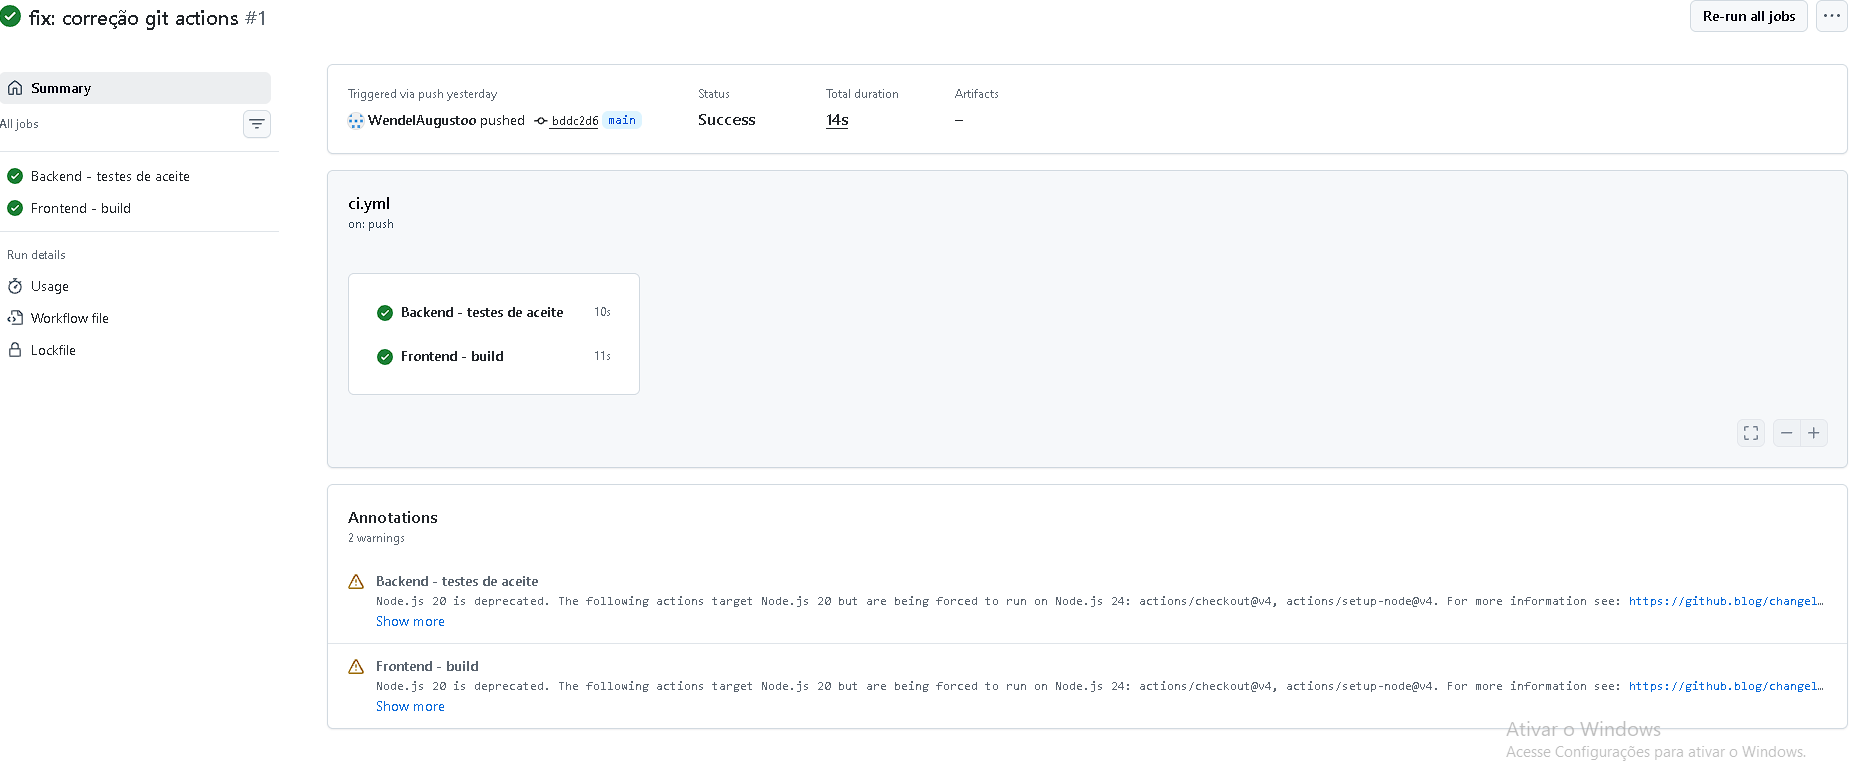 fix: correção git actions #1
Re-run all jobs
Summary
All jobs
Backend - testes de aceite
Frontend - build
Run details
Usage
Workflow file
Lockfile
Triggered via push yesterday
WendelAugustoo pushed bddc2d6 main
Status
Success
Total duration
14s
Artifacts
–
ci.yml
on: push
Backend - testes de aceite 10s
Frontend - build 11s
Annotations
2 warnings
Backend - testes de aceite
Node.js 20 is deprecated. The following actions target Node.js 20 but are being forced to run on Node.js 24: actions/checkout@v4, actions/setup-node@v4. For more information see: https://github.blog/changel…
Show more
Frontend - build
Node.js 20 is deprecated. The following actions target Node.js 20 but are being forced to run on Node.js 24: actions/checkout@v4, actions/setup-node@v4. For more information see: https://github.blog/changel…
Show more
Ativar o Windows
Acesse Configurações para ativar o Windows.